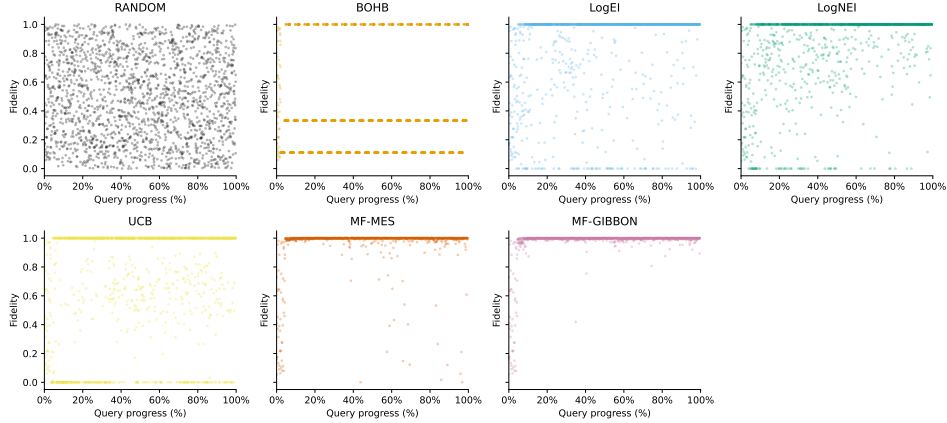 RANDOM
BOHB
LogEI
LogNEI
1.0
0.8
0.6
0.4
0.2
0.0
Fidelity
Fidelity
Fidelity
Fidelity
0% 20% 40% 60% 80% 100%
0% 20% 40% 60% 80% 100%
0% 20% 40% 60% 80% 100%
0% 20% 40% 60% 80% 100%
Query progress (%)
Query progress (%)
Query progress (%)
Query progress (%)
UCB
MF-MES
MF-GIBBON
1.0
0.8
0.6
0.4
0.2
0.0
Fidelity
Fidelity
Fidelity
0% 20% 40% 60% 80% 100%
0% 20% 40% 60% 80% 100%
0% 20% 40% 60% 80% 100%
Query progress (%)
Query progress (%)
Query progress (%)